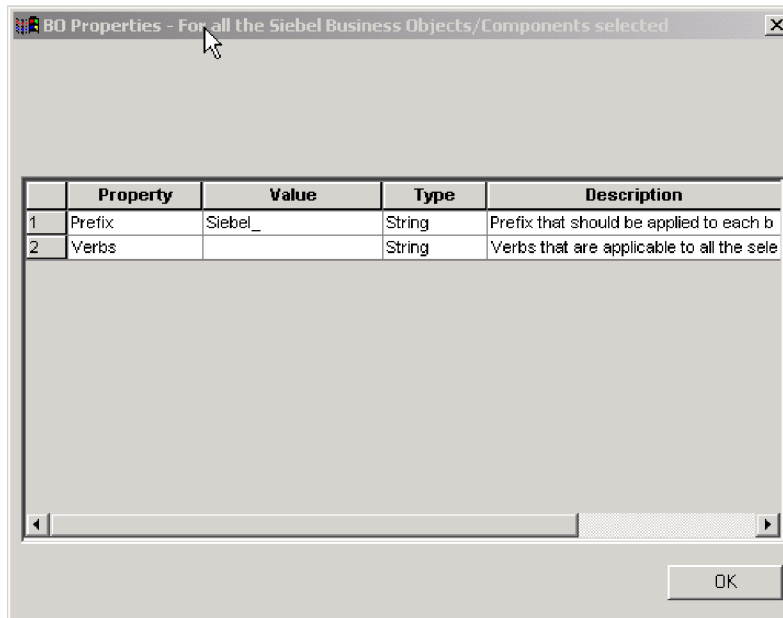 BO Properties - For all the Siebel Business Objects/Components selected
Property Value Type Description
1 Prefix Siebel_ String Prefix that should be applied to each b
2 Verbs String Verbs that are applicable to all the sele
OK